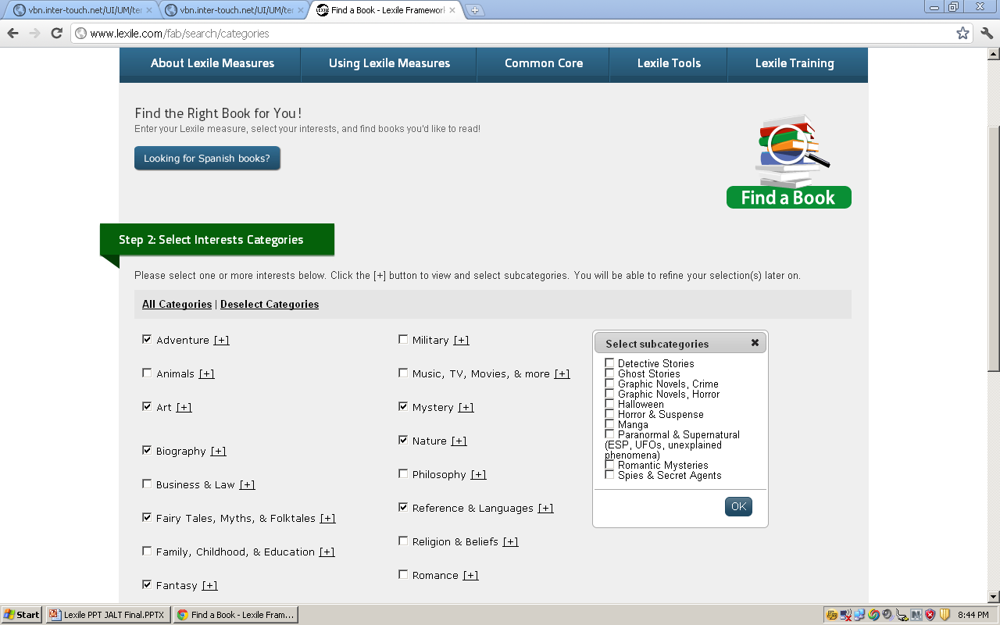 vbn.inter-touch.net/UI/UM/ter
vbn.inter-touch.net/UI/UM/ter
LEXILE
Find a Book - Lexile Framework
www.lexile.com/fab/search/categories
About Lexile Measures
Using Lexile Measures
Common Core
Lexile Tools
Lexile Training
Find the Right Book for You!
Enter your Lexile measure, select your interests, and find books you'd like to read!
Looking for Spanish books?
Find a Book
Step 2: Select Interests Categories
Please select one or more interests below. Click the [+] button to view and select subcategories. You will be able to refine your selection(s) later on.
All Categories | Deselect Categories
Adventure [+]
Animals [+]
Art [+]
Biography [+]
Business & Law [+]
Fairy Tales, Myths, & Folktales [+]
Family, Childhood, & Education [+]
Fantasy [+]
Military [+]
Music, TV, Movies, & more [+]
Mystery [+]
Nature [+]
Philosophy [+]
Reference & Languages [+]
Religion & Beliefs [+]
Romance [+]
Select subcategories
Detective Stories
Ghost Stories
Graphic Novels, Crime
Graphic Novels, Horror
Halloween
Horror & Suspense
Manga
Paranormal & Supernatural
(ESP, UFOs, unexplained
phenomena)
Romantic Mysteries
Spies & Secret Agents
OK
Start
Lexile PPT JALT Final.PPTX
Find a Book - Lexile Fram...
8:44 PM